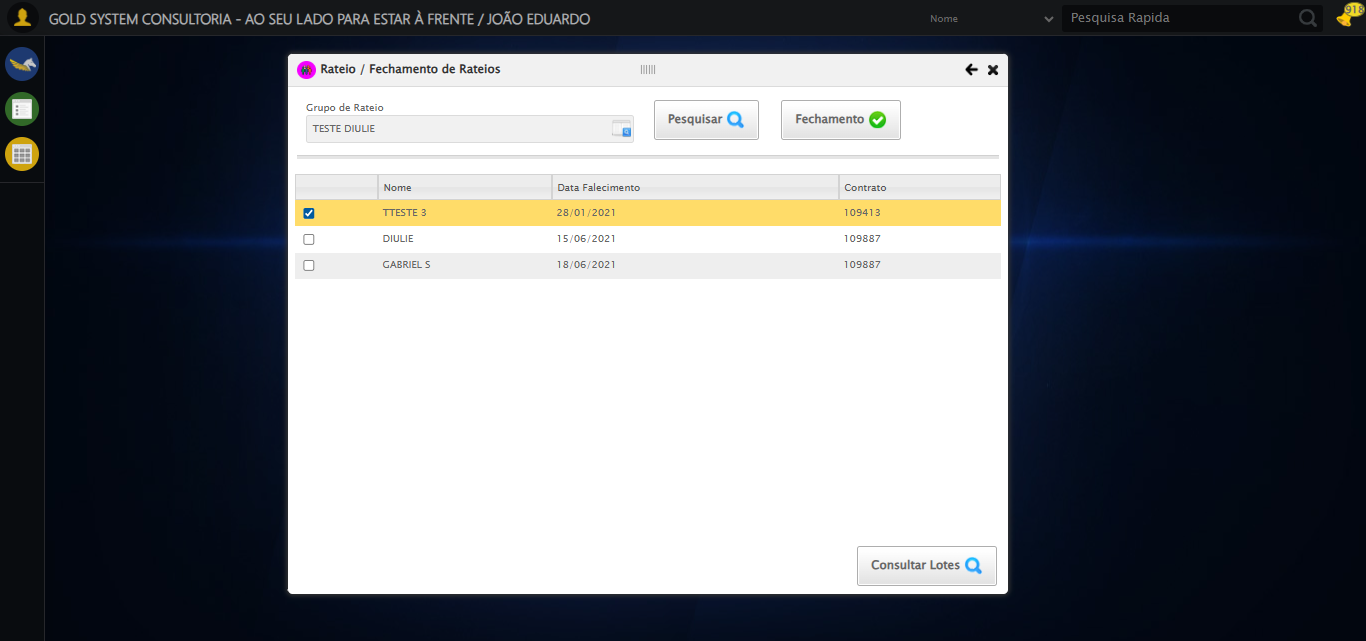 GOLD SYSTEM CONSULTORIA - AO SEU LADO PARA ESTAR À FRENTE / JOÃO EDUARDO
Nome
Pesquisa Rapida
918
Rateio / Fechamento de Rateios
Grupo de Rateio
TESTE DIULIE
Pesquisar
Fechamento
Nome Data Falecimento Contrato
TTESTE 3 28/01/2021 109413
DIULIE 15/06/2021 109887
GABRIEL S 18/06/2021 109887
Consultar Lotes